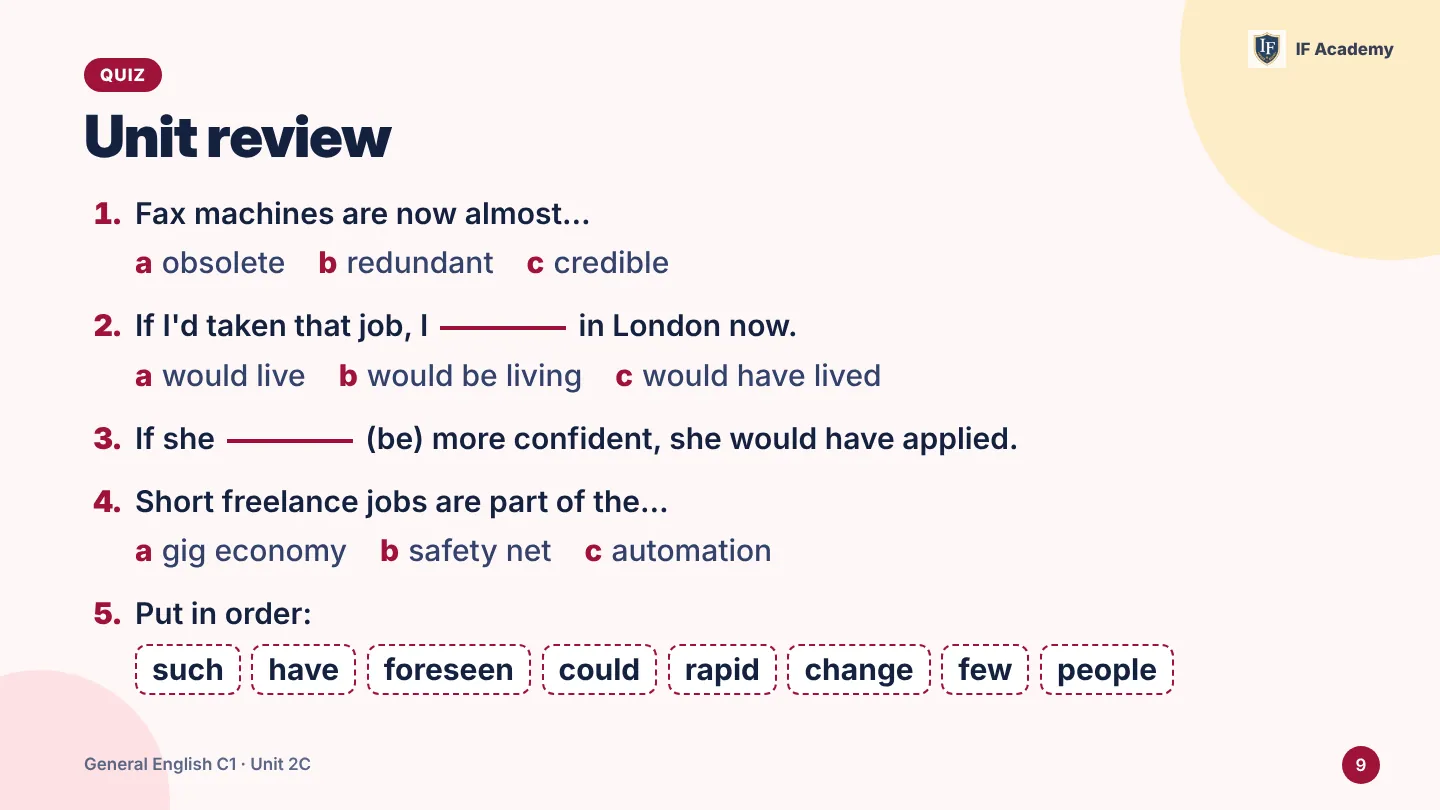 IF Academy
QUIZ
Unit review
1. Fax machines are now almost...
a obsolete b redundant c credible
2. If I'd taken that job, I ______ in London now.
a would live b would be living c would have lived
3. If she ______ (be) more confident, she would have applied.
4. Short freelance jobs are part of the...
a gig economy b safety net c automation
5. Put in order:
such have foreseen could rapid change few people
General English C1 · Unit 2C
9